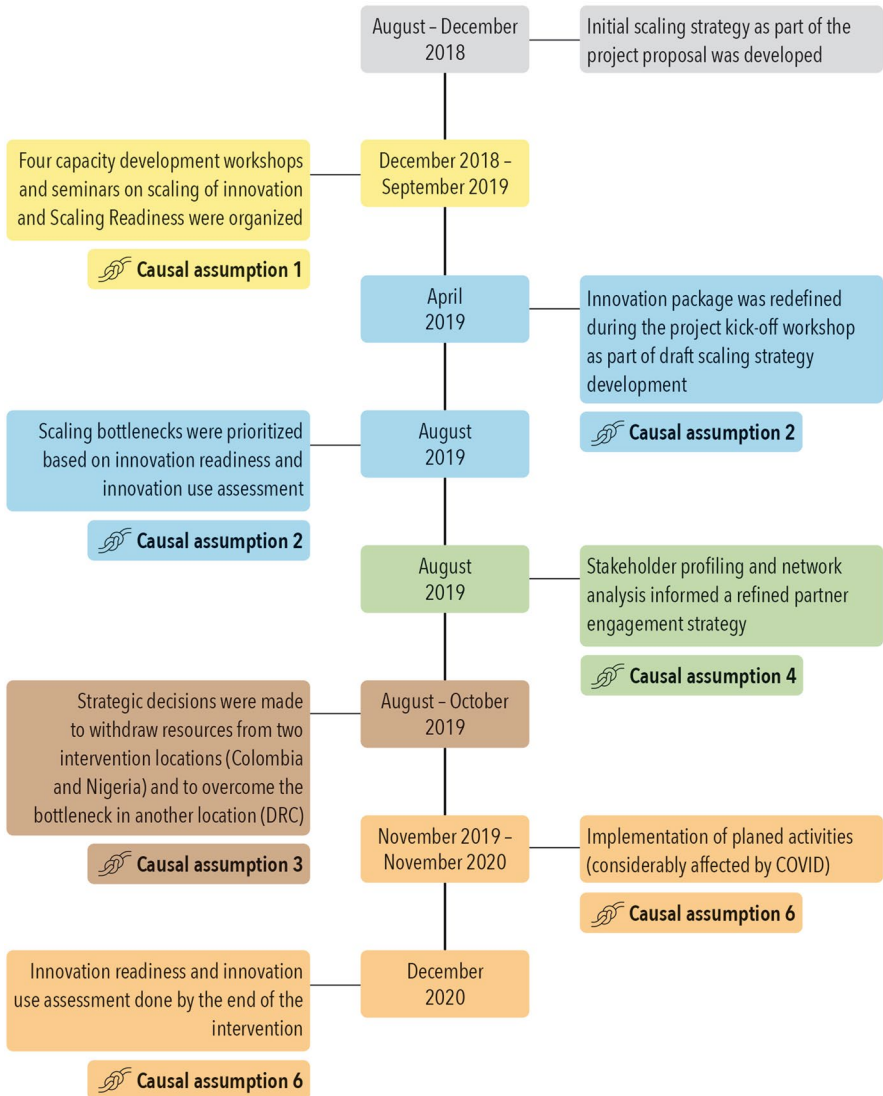 August – December
2018
Initial scaling strategy as part of the
project proposal was developed
Four capacity development workshops
and seminars on scaling of innovation
and Scaling Readiness were organized
Causal assumption 1
December 2018 –
September 2019
April
2019
Innovation package was redefined
during the project kick-off workshop
as part of draft scaling strategy
development
Causal assumption 2
Scaling bottlenecks were prioritized
based on innovation readiness and
innovation use assessment
Causal assumption 2
August
2019
August
2019
Stakeholder profiling and network
analysis informed a refined partner
engagement strategy
Causal assumption 4
Strategic decisions were made
to withdraw resources from two
intervention locations (Colombia
and Nigeria) and to overcome the
bottleneck in another location (DRC)
Causal assumption 3
August – October
2019
November 2019 –
November 2020
Implementation of planed activities
(considerably affected by COVID)
Causal assumption 6
Innovation readiness and innovation
use assessment done by the end of the
intervention
Causal assumption 6
December
2020